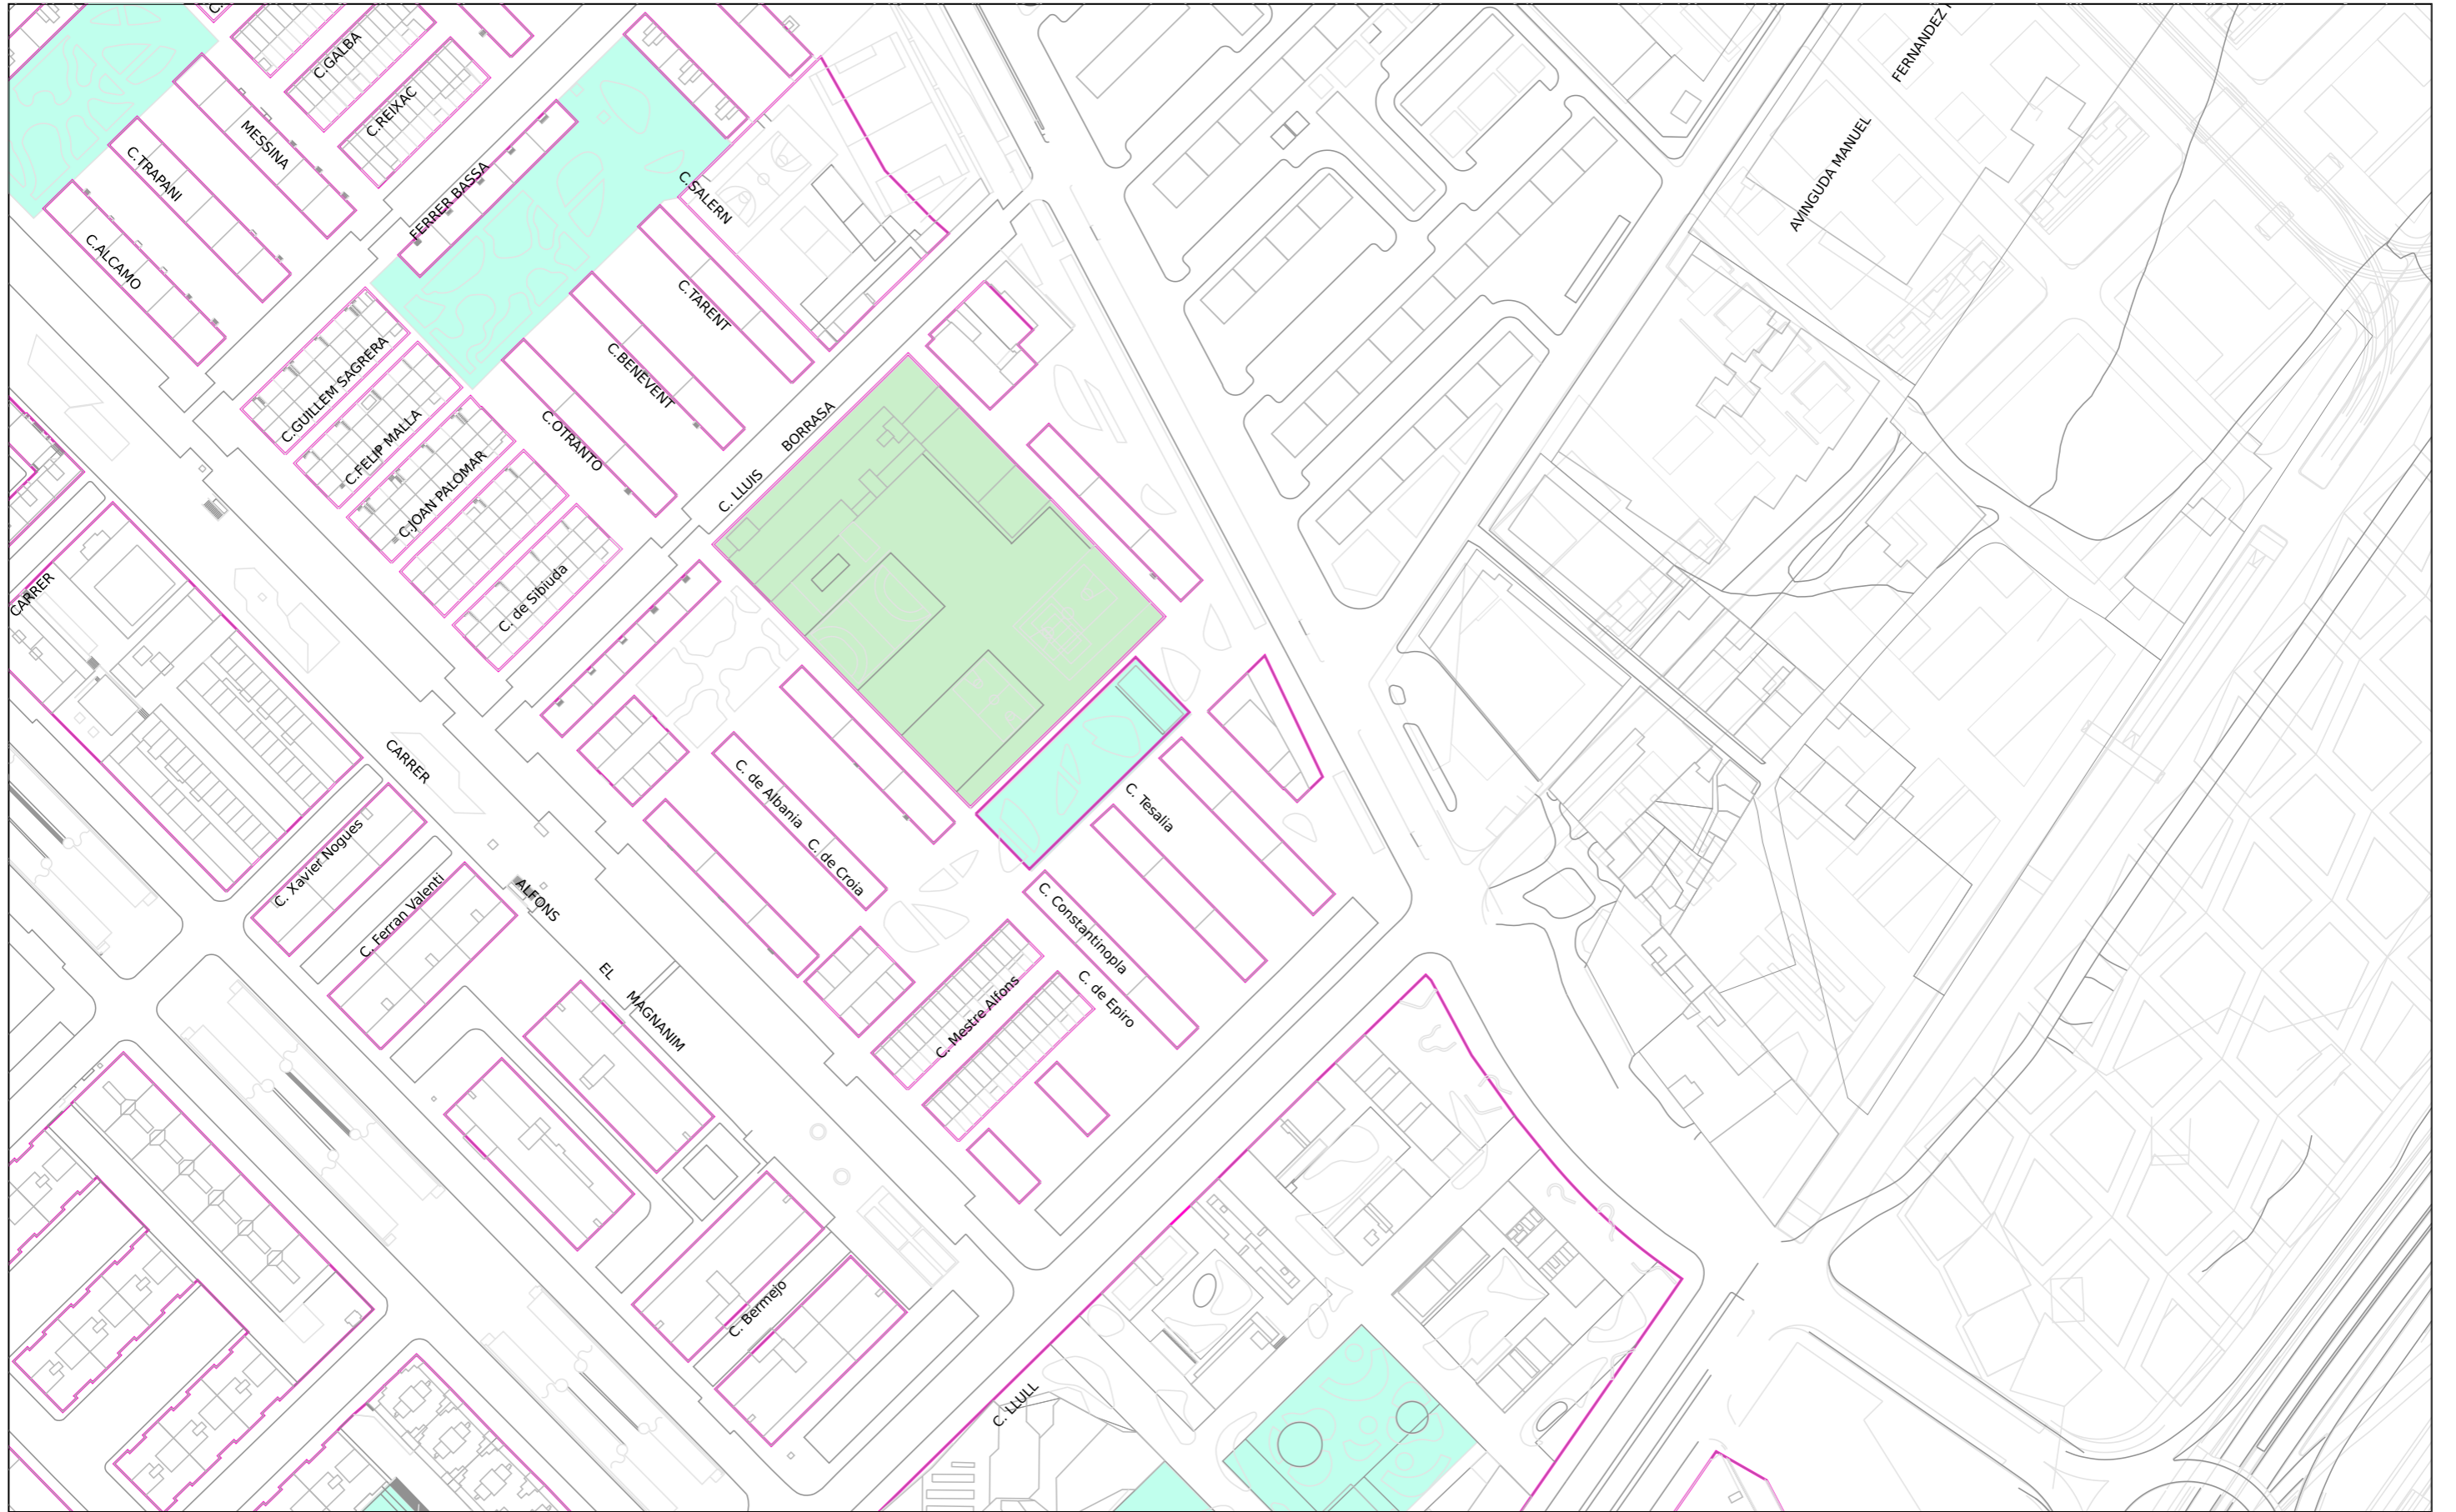 C.
C.GALBA
C.REIXAC
MESSINA
C.TRAPANI
C.ALCAMO
FERRER BASSA
C.SALERN
C.TARENT
C.BENEVENT
C.OTRANTO
C.GUILLEM SAGRERA
C.FELIP MALLA
C.JOAN PALOMAR
C. de Sibiuda
C. LLUIS
BORRASA
FERNANDEZ
AVINGUDA MANUEL
CARRER
CARRER
ALFONS
EL
MAGNANIM
C. Xavier Nogues
C. Ferran Valenti
C. de Albania
C. de Croia
C. Tesalia
C. Constantinopla
C. de Epiro
C. Mestre Alfons
C. Bermejo
C. LLULL